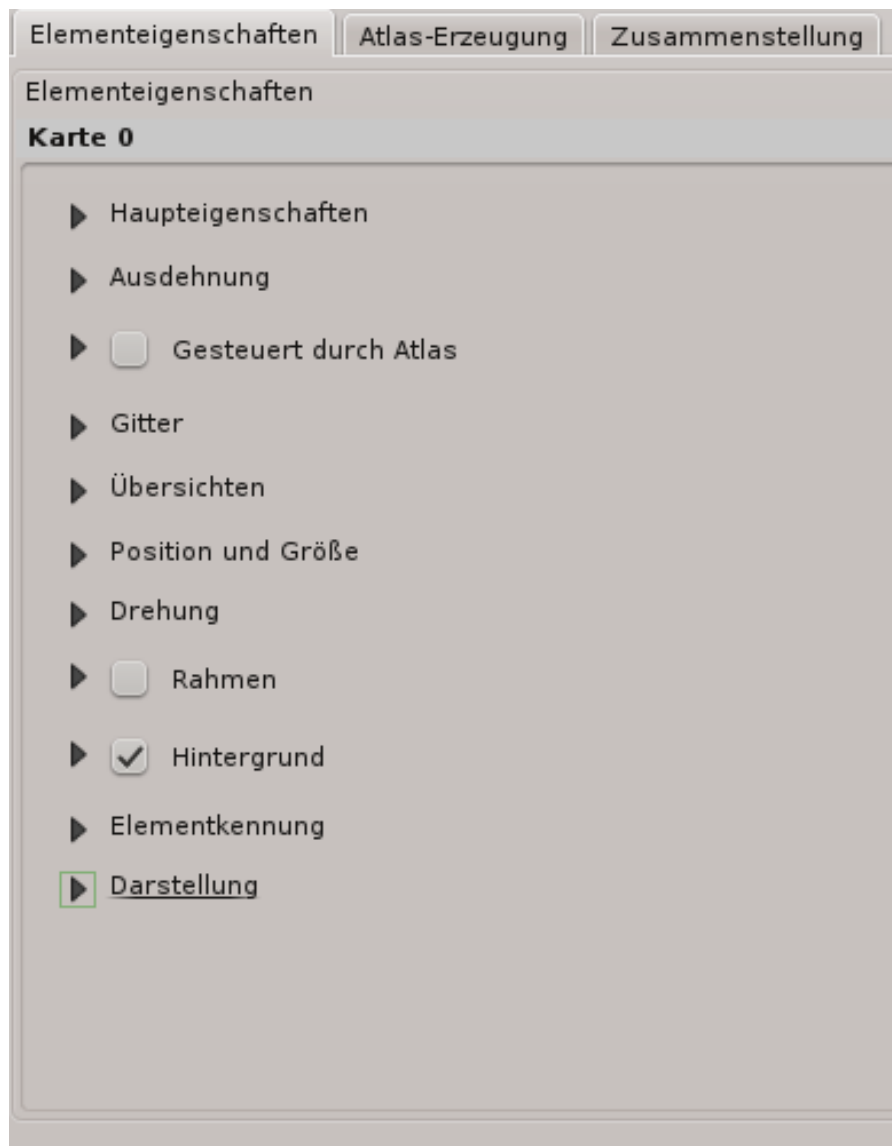 Elementeigenschaften Atlas-Erzeugung Zusammenstellung
Elementeigenschaften
Karte 0
Haupteigenschaften
Ausdehnung
Gesteuert durch Atlas
Gitter
Übersichten
Position und Größe
Drehung
Rahmen
Hintergrund
Elementkennung
Darstellung